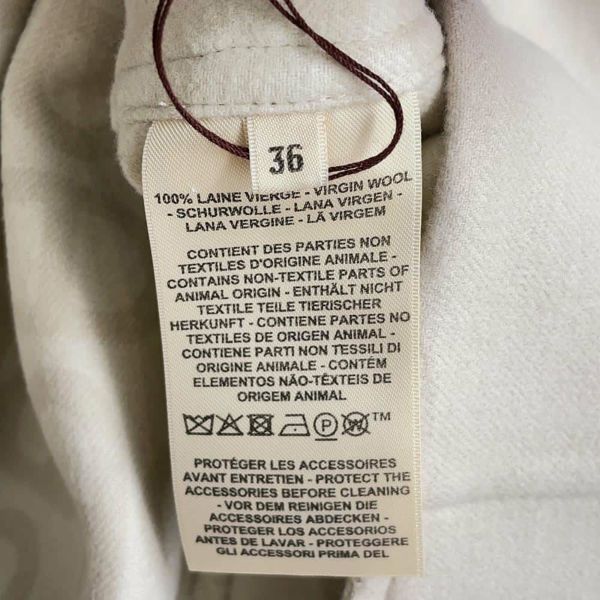 36
100% LAINE VIERGE - VIRGIN WOOL
- SCHURWOLLE - LANA VIRGEN -
LANA VERGINE - LÃ VIRGEM
CONTIENT DES PARTIES NON
TEXTILES D'ORIGINE ANIMALE -
CONTAINS NON-TEXTILE PARTS OF
ANIMAL ORIGIN - ENTHÄLT NICHT
TEXTILE TEILE TIERISCHER
HERKUNFT - CONTIENE PARTES NO
TEXTILES DE ORIGEN ANIMAL -
CONTIENE PARTI NON TESSILI DI
ORIGINE ANIMALE - CONTÉM
ELEMENTOS NÃO-TÊXTEIS DE
ORIGEM ANIMAL
P W TM
PROTÉGER LES ACCESSOIRES
AVANT ENTRETIEN - PROTECT THE
ACCESSORIES BEFORE CLEANING
- VOR DEM REINIGEN DIE
ACCESSOIRES ABDECKEN -
PROTEGER LOS ACCESORIOS
ANTES DE LAVAR - PROTEGGERE
GLI ACCESSORI PRIMA DEL